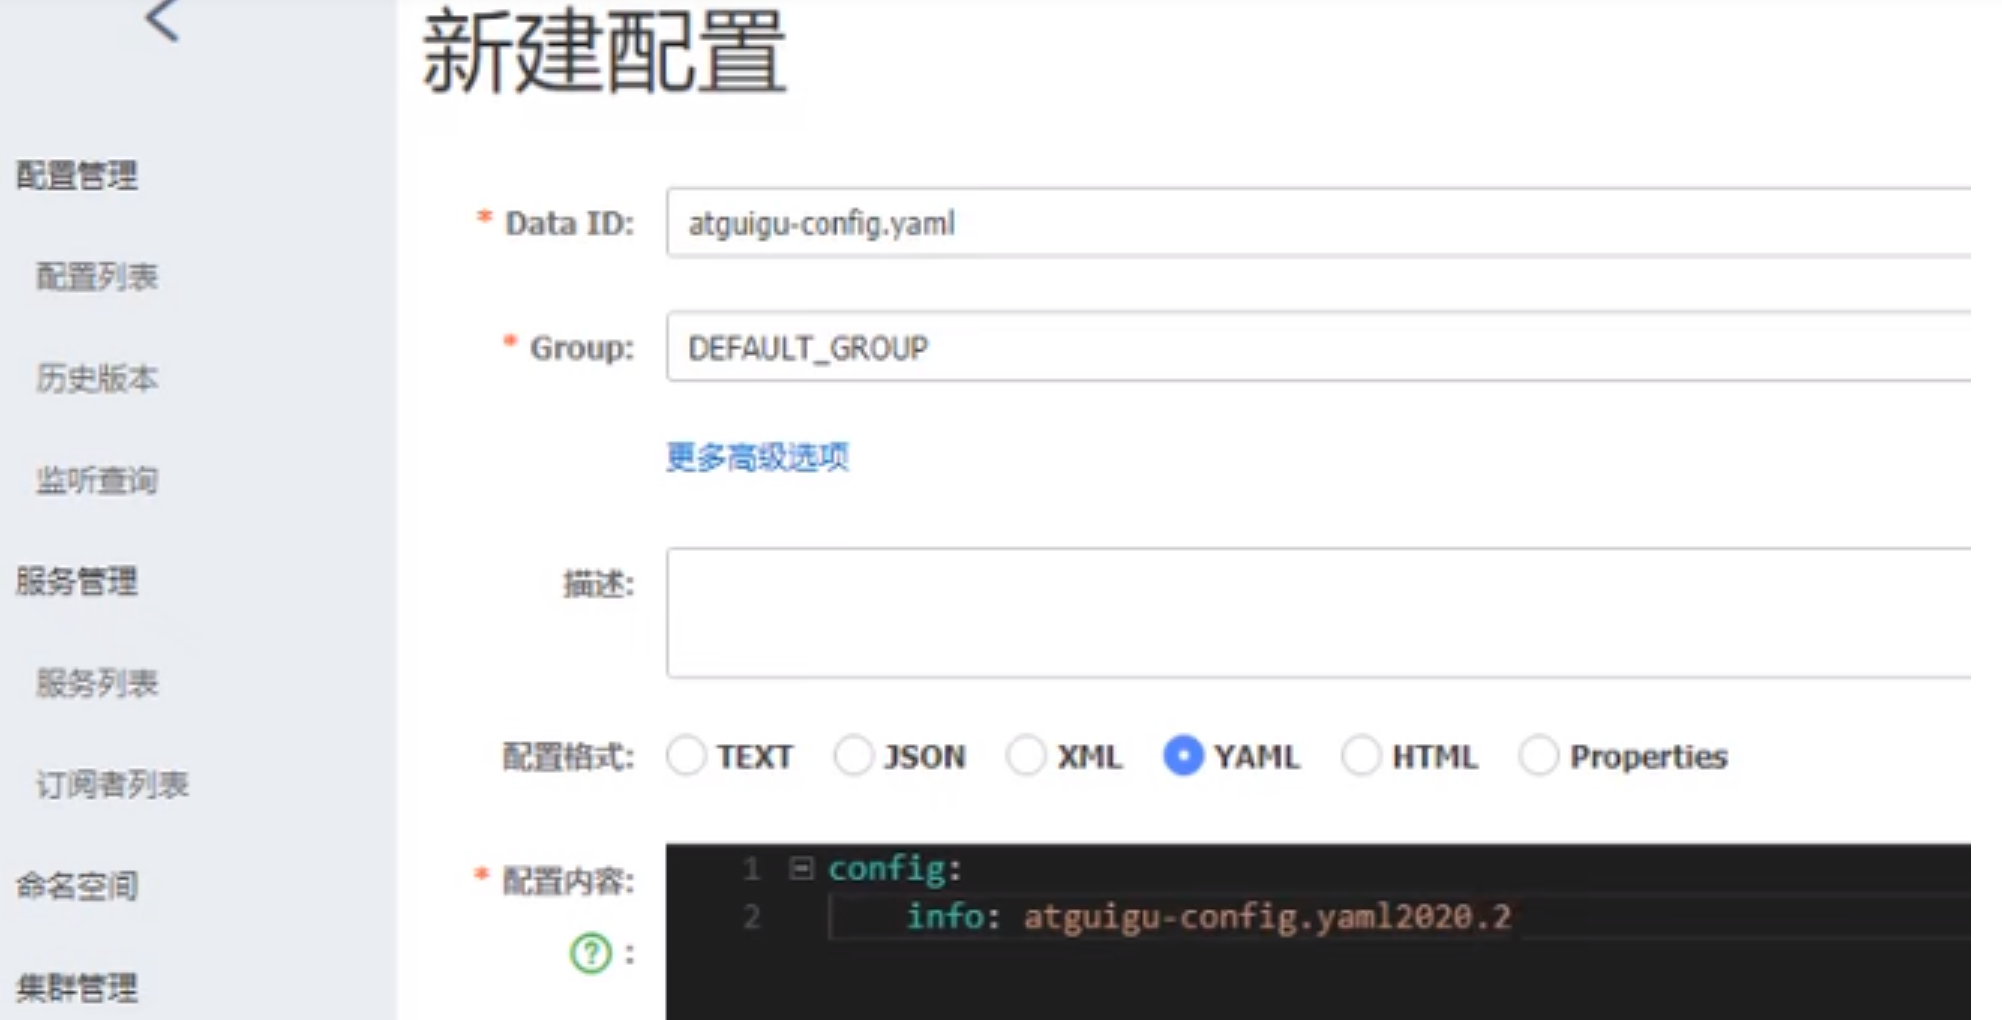 新建配置
配置管理
配置列表
历史版本
监听查询
服务管理
服务列表
订阅者列表
命名空间
集群管理
* Data ID: atguigu-config.yaml
* Group: DEFAULT_GROUP
更多高级选项
描述:
配置格式: TEXT JSON XML YAML HTML Properties
* 配置内容:
? :
1 config:
2 info: atguigu-config.yaml2020.2